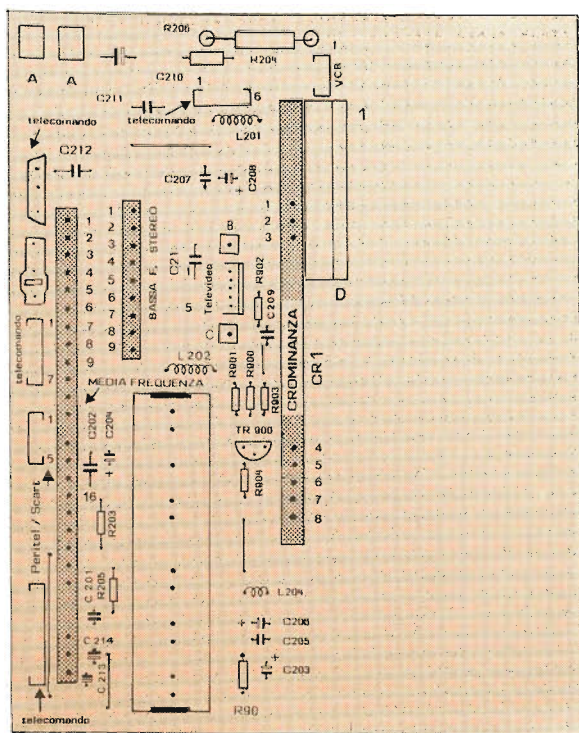 R206
R204
1
VCR
A A
C210
1
6
C211
telecomando
L201
1
telecomando
C212
C207
C208
+
1
2
3
4
5
6
7
8
9
16
MEDIA FREQUENZA
1
2
3
4
5
6
7
8
9
BASSA F. STEREO
C21
B
1
5
Televideo
C
R902
C209
1
2
3
CROMINANZA
CR1
D
4
5
6
7
8
telecomando
1
7
L202
R901
R900
R903
C202
C204
+
1
5
TR 900
R904
Peritel / Scart
R203
C201
R205
L204
C214
C213
+
C206
C205
+
C203
R90
telecomando